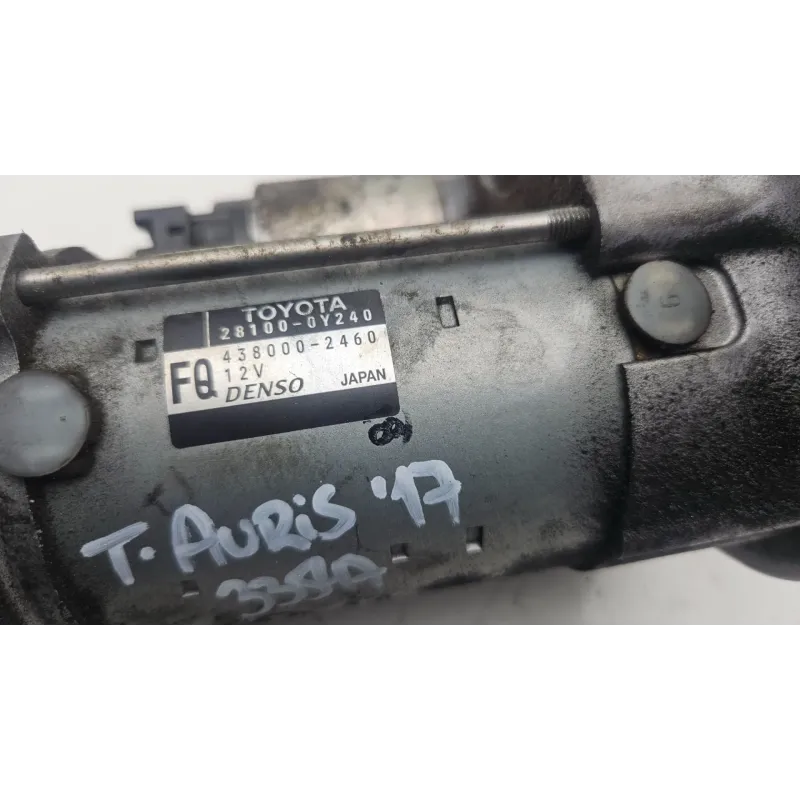 TOYOTA
28100-0Y240
438000-2460
FQ 12V
DENSO JAPAN
T. AURiS '17